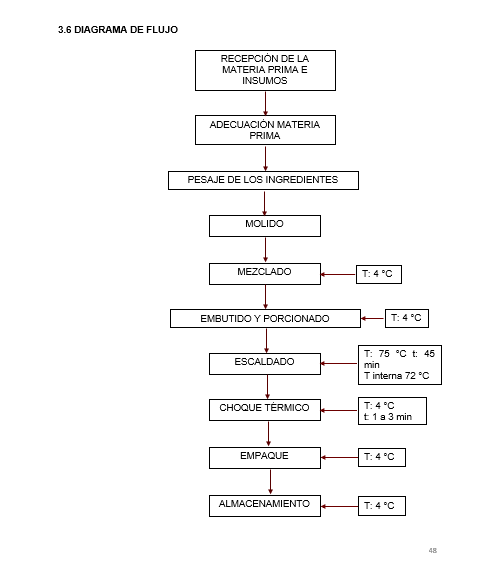 3.6 DIAGRAMA DE FLUJO
RECEPCIÓN DE LA
MATERIA PRIMA E
INSUMOS
ADECUACIÓN MATERIA
PRIMA
PESAJE DE LOS INGREDIENTES
MOLIDO
MEZCLADO
T: 4 °C
EMBUTIDO Y PORCIONADO
T: 4 °C
ESCALDADO
T: 75 °C t: 45
min
T interna 72 °C
CHOQUE TÉRMICO
T: 4 °C
t: 1 a 3 min
EMPAQUE
T: 4 °C
ALMACENAMIENTO
T: 4 °C
48